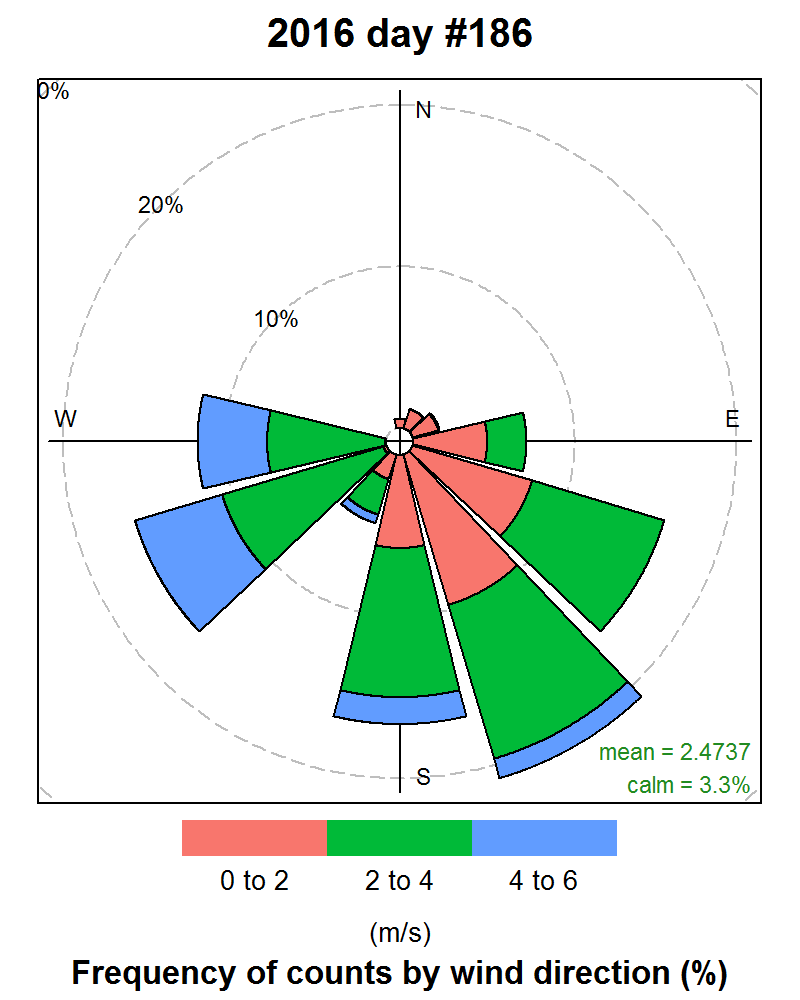 2016 day #186
0%
N
20%
10%
W
E
S
mean = 2.4737
calm = 3.3%
0 to 2 2 to 4 4 to 6
(m/s)
Frequency of counts by wind direction (%)